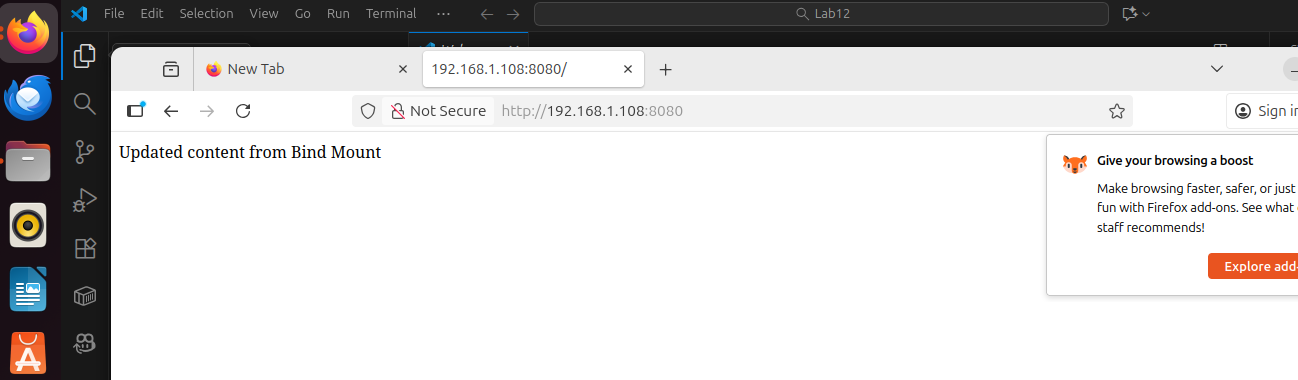 File Edit Selection View Go Run Terminal ··· Lab12
New Tab 192.168.1.108:8080/
Not Secure http://192.168.1.108:8080 Sign in
Updated content from Bind Mount
Give your browsing a boost
Make browsing faster, safer, or just
fun with Firefox add-ons. See what
staff recommends!
Explore add-